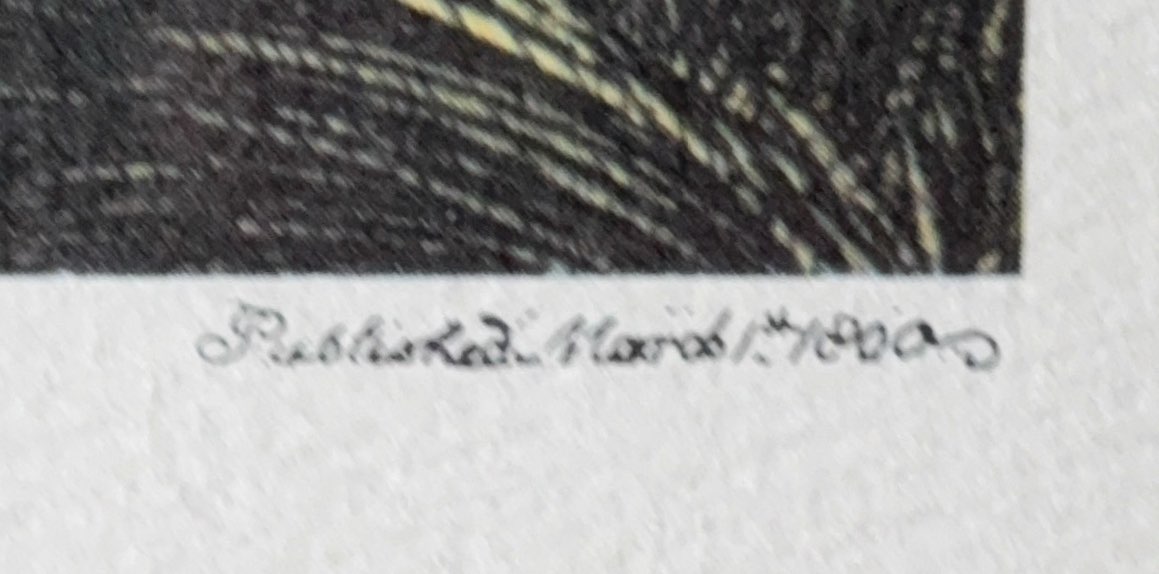 Published March 1st 1800